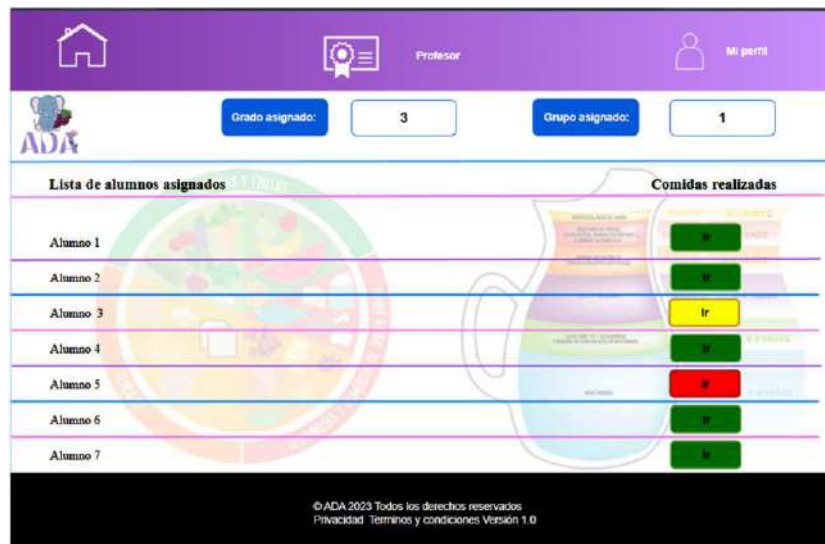 Profesor
Mi perfil
ADA
Grado asignado:
3
Grupo asignado:
1
Lista de alumnos asignados
Comidas realizadas
Alumno 1
Ir
Alumno 2
Ir
Alumno 3
Ir
Alumno 4
Ir
Alumno 5
Ir
Alumno 6
Ir
Alumno 7
Ir
© ADA 2023 Todos los derechos reservados
Privacidad Terminos y condiciones Versión 1.0